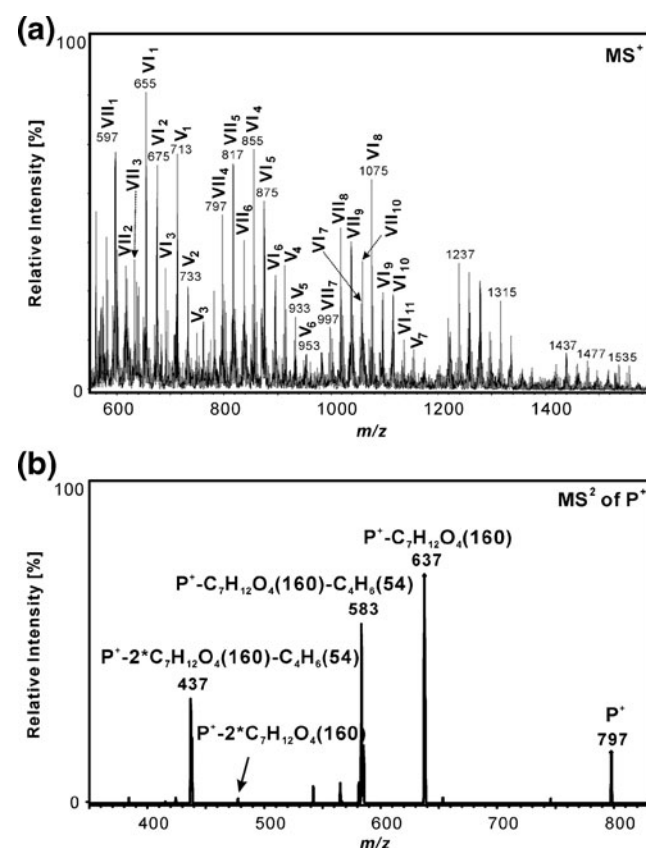 (a)
100
MS⁺
Relative Intensity [%]
0
VII₁
597
VII₂
VII₃
VI₁
655
VI₂
675
VI₃
V₁
713
V₂
733
V₃
VII₄
797
VII₅
817
VII₆
VI₄
855
VI₅
875
VI₆
V₄
V₅
933
V₆
953
VII₇
997
VII₈
VII₉
VI₇
VII₁₀
VI₈
1075
VI₉
VI₁₀
VI₁₁
V₇
1237
1315
1437
1477
1535
600 800 1000 1200 1400
m/z
(b)
100
MS² of P⁺
Relative Intensity [%]
0
P⁺-C₇H₁₂O₄(160)
637
P⁺-C₇H₁₂O₄(160)-C₄H₆(54)
583
P⁺-2*C₇H₁₂O₄(160)-C₄H₆(54)
437
P⁺-2*C₇H₁₂O₄(160)
P⁺
797
400 500 600 700 800
m/z